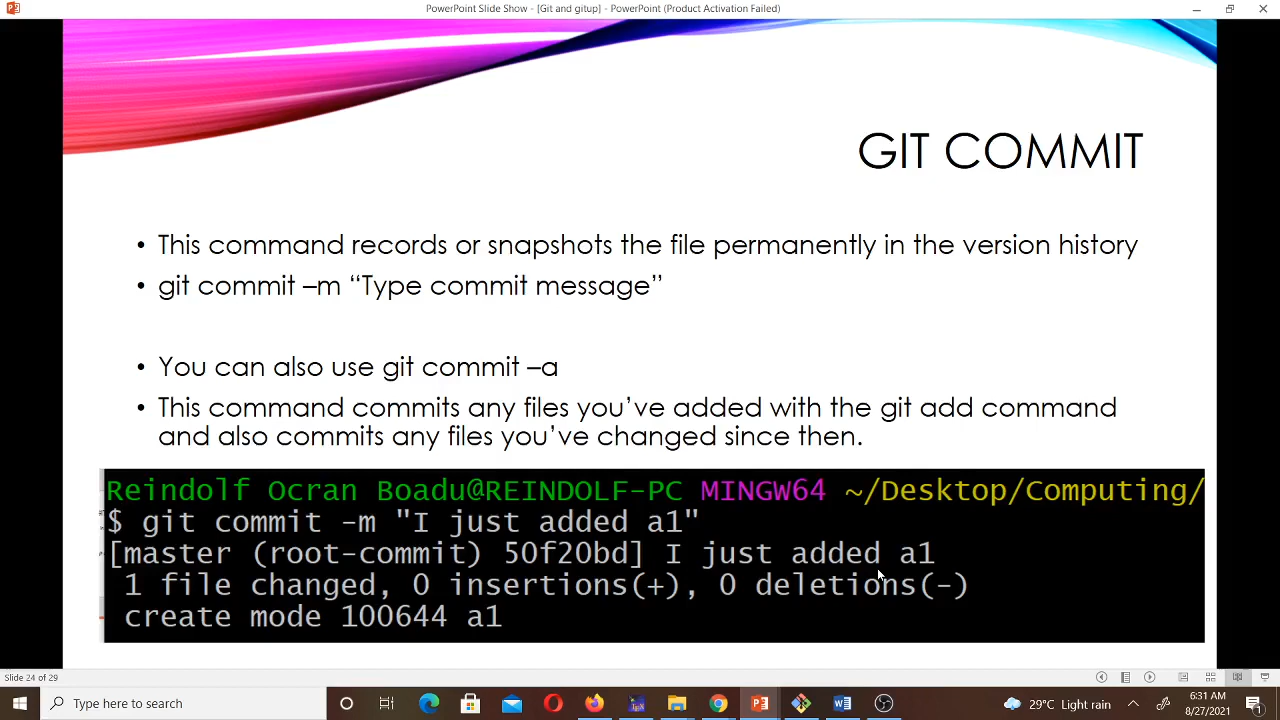 PowerPoint Slide Show - [Git and gitup] - PowerPoint (Product Activation Failed)
GIT COMMIT
• This command records or snapshots the file permanently in the version history
• git commit –m “Type commit message”
• You can also use git commit –a
• This command commits any files you’ve added with the git add command
and also commits any files you’ve changed since then.
Reindolf Ocran Boadu@REINDOLF-PC MINGW64 ~/Desktop/Computing/
$ git commit -m "I just added a1"
[master (root-commit) 50f20bd] I just added a1
1 file changed, 0 insertions(+), 0 deletions(-)
create mode 100644 a1
Slide 24 of 29
Type here to search
29°C Light rain
6:31 AM
8/27/2021